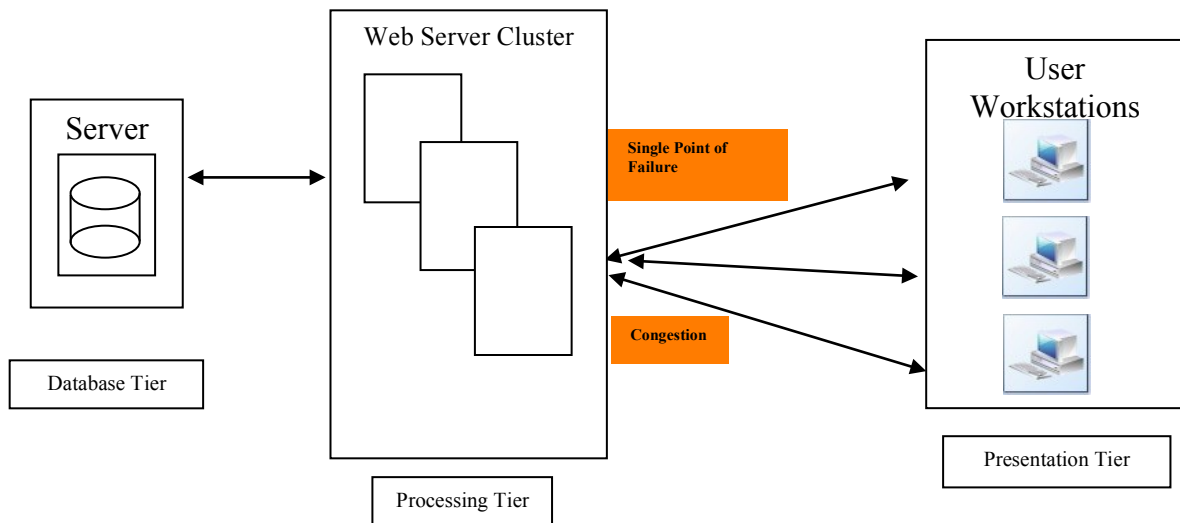 Web Server Cluster
User
Workstations
Server
Single Point of
Failure
Congestion
Database Tier
Processing Tier
Presentation Tier